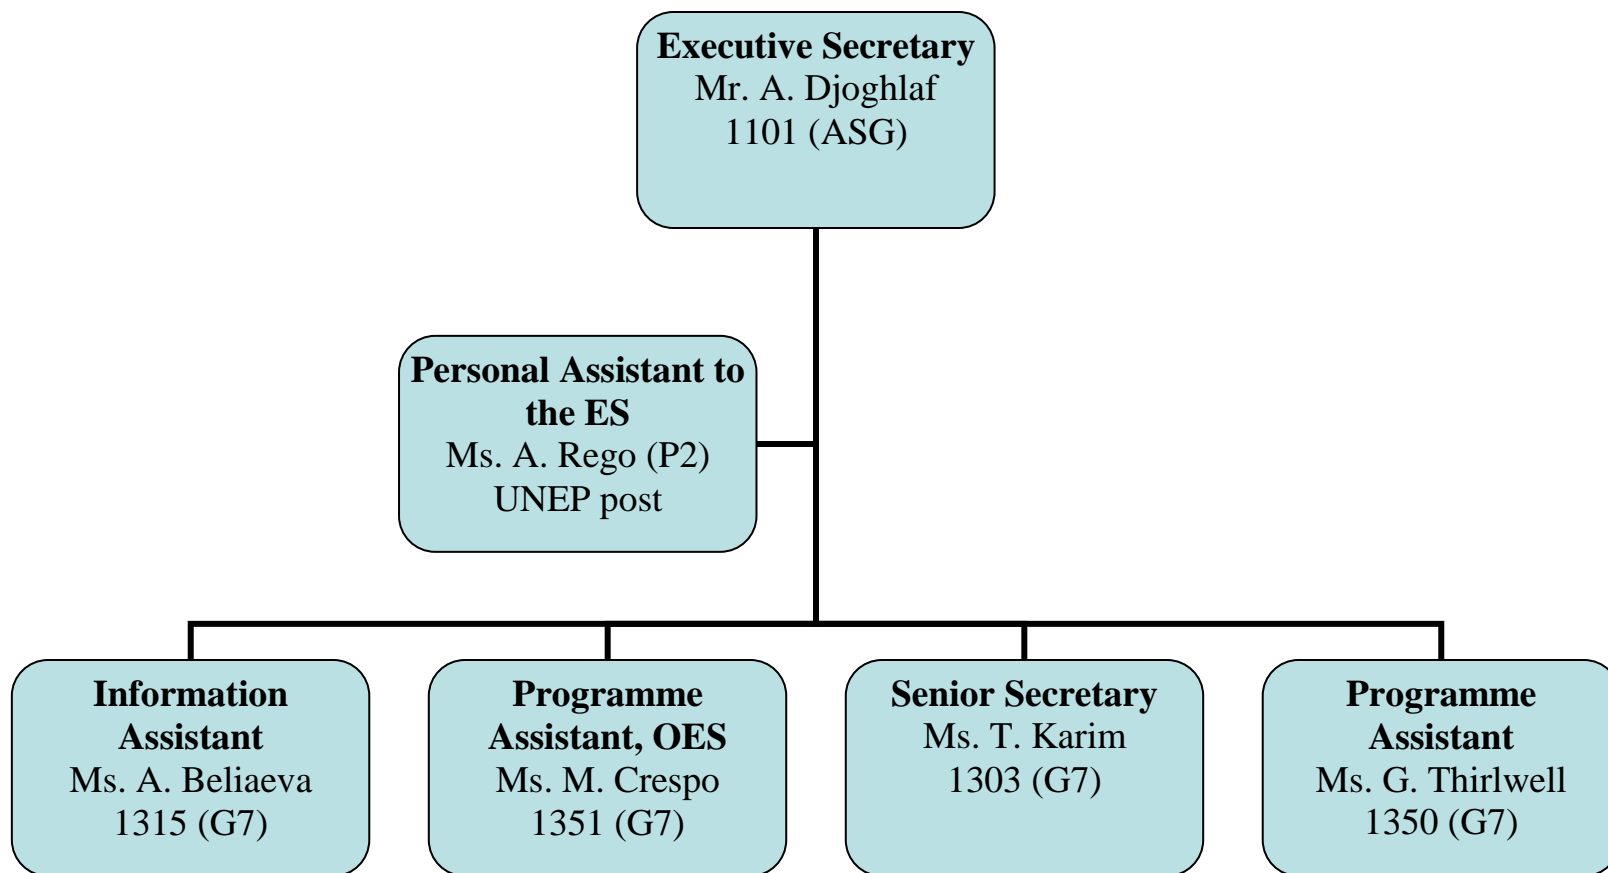 Executive Secretary
Mr. A. Djoghlaf
1101 (ASG)
Personal Assistant to
the ES
Ms. A. Rego (P2)
UNEP post
Information
Assistant
Ms. A. Beliaeva
1315 (G7)
Programme
Assistant, OES
Ms. M. Crespo
1351 (G7)
Senior Secretary
Ms. T. Karim
1303 (G7)
Programme
Assistant
Ms. G. Thirlwell
1350 (G7)